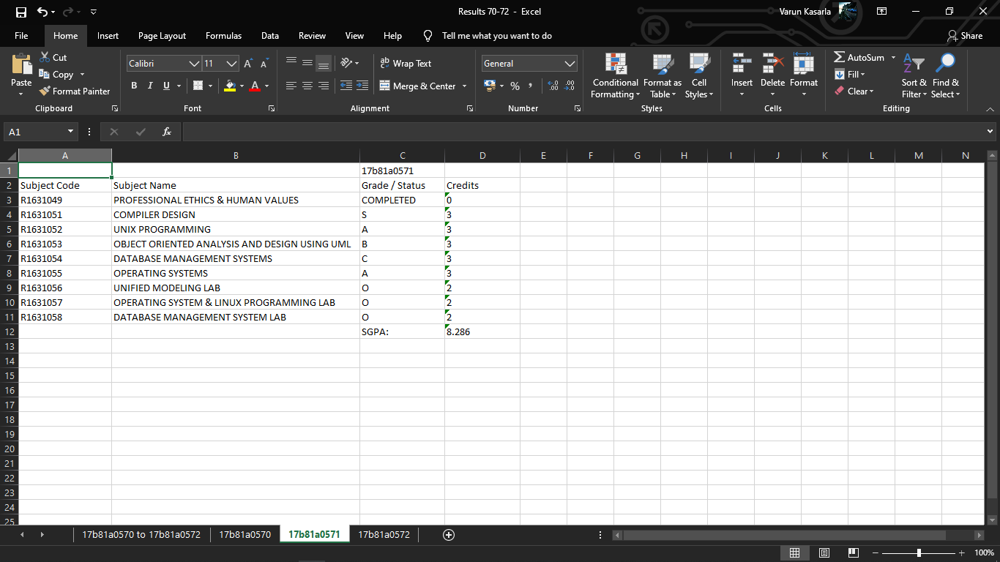 Results 70-72 - Excel
Varun Kasarla
File Home Insert Page Layout Formulas Data Review View Help Tell me what you want to do Share
Paste
Cut
Copy
Format Painter
Clipboard
Calibri 11
A A
B I U A
Font
ab
Wrap Text
Merge & Center
Alignment
General
% , .0 .00 .00 .0
Number
Conditional Formatting
Format as Table
Cell Styles
Styles
Insert Delete Format
Cells
AutoSum
Fill
Clear
Sort & Filter
Find & Select
Editing
A1 fx
A B C D E F G H I J K L M N
1 17b81a0571
2 Subject Code Subject Name Grade / Status Credits
3 R1631049 PROFESSIONAL ETHICS & HUMAN VALUES COMPLETED 0
4 R1631051 COMPILER DESIGN S 3
5 R1631052 UNIX PROGRAMMING A 3
6 R1631053 OBJECT ORIENTED ANALYSIS AND DESIGN USING UML B 3
7 R1631054 DATABASE MANAGEMENT SYSTEMS C 3
8 R1631055 OPERATING SYSTEMS A 3
9 R1631056 UNIFIED MODELING LAB O 2
10 R1631057 OPERATING SYSTEM & LINUX PROGRAMMING LAB O 2
11 R1631058 DATABASE MANAGEMENT SYSTEM LAB O 2
12 SGPA: 8.286
13
14
15
16
17
18
19
20
21
22
23
24
25
17b81a0570 to 17b81a0572 17b81a0570 17b81a0571 17b81a0572
100%